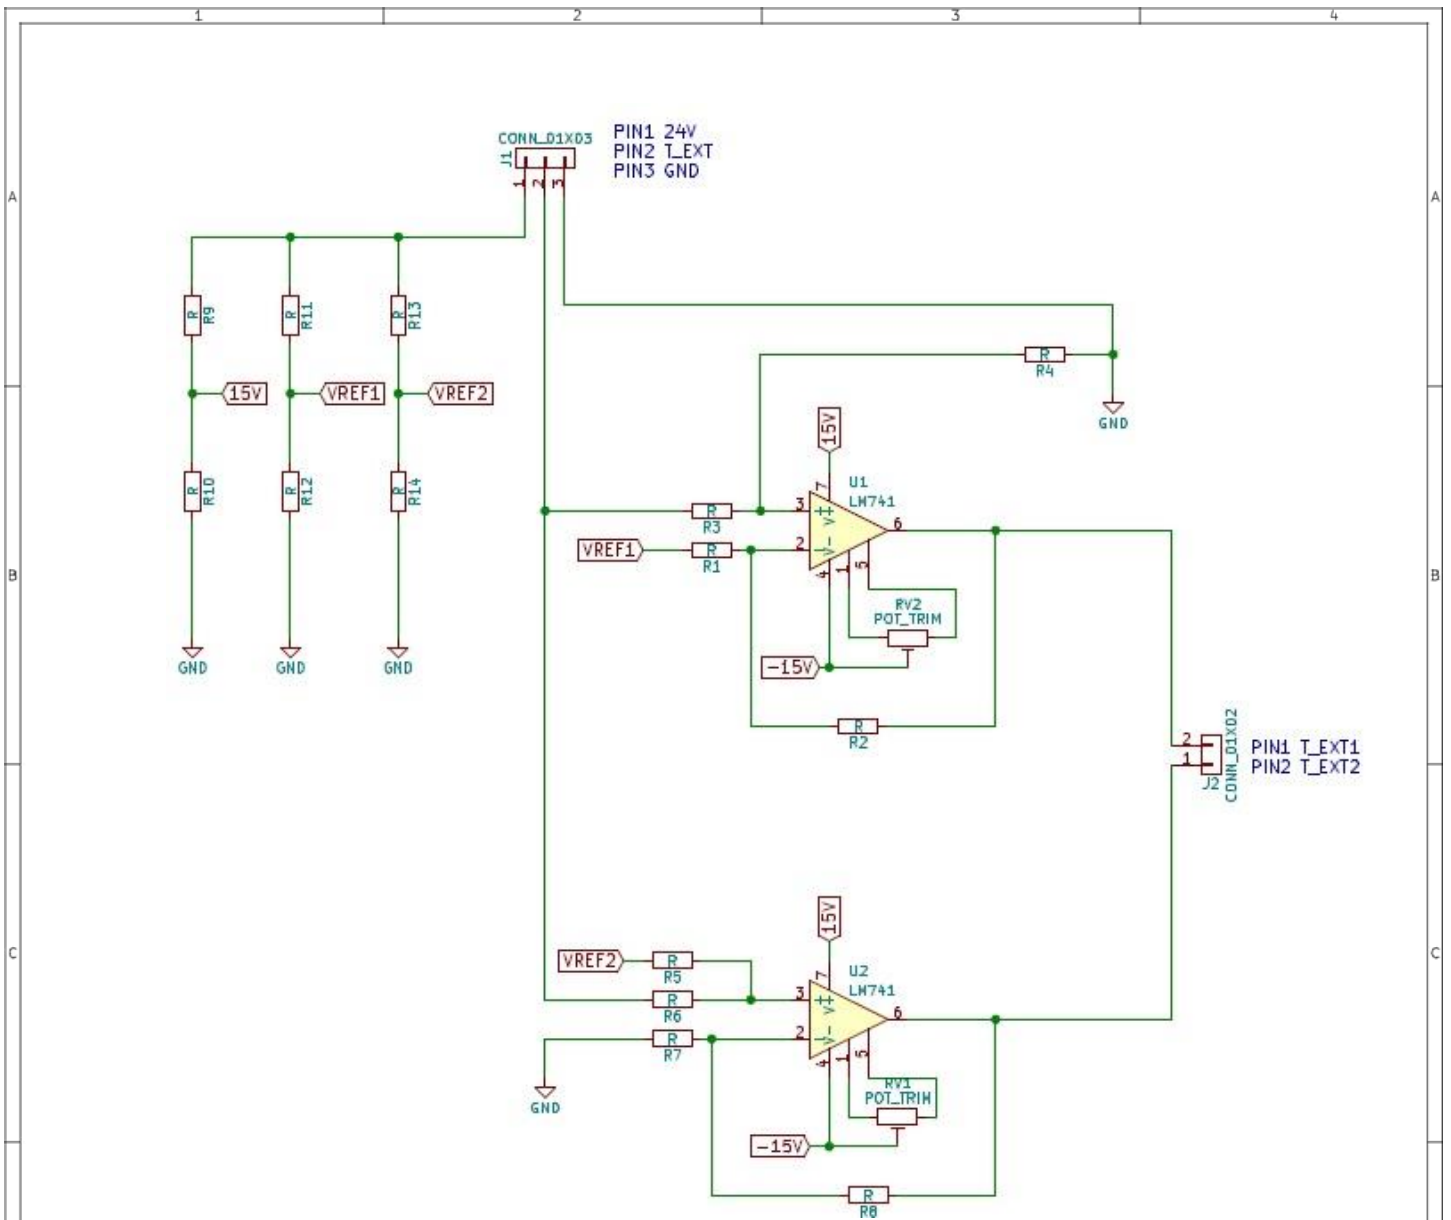 1 2 3 4
CONN_01X03
J1
PIN1 24V
PIN2 T_EXT
PIN3 GND
1 2 3
A A
R R9
R R11
R R13
R
R4
15V
VREF1
VREF2
GND
15V
R R10
R R12
R R14
U1
LM741
7
3
2
6
V+
V-
4
1
5
R
R3
VREF1
R
R1
B B
RV2
POT_TRIM
-15V
GND
GND
GND
R
R2
2
1
J2
CONN_01X02
PIN1 T_EXT1
PIN2 T_EXT2
15V
C C
VREF2
R
R5
R
R6
R
R7
U2
LM741
7
3
2
6
V+
V-
4
1
5
RV1
POT_TRIM
GND
-15V
R
R8